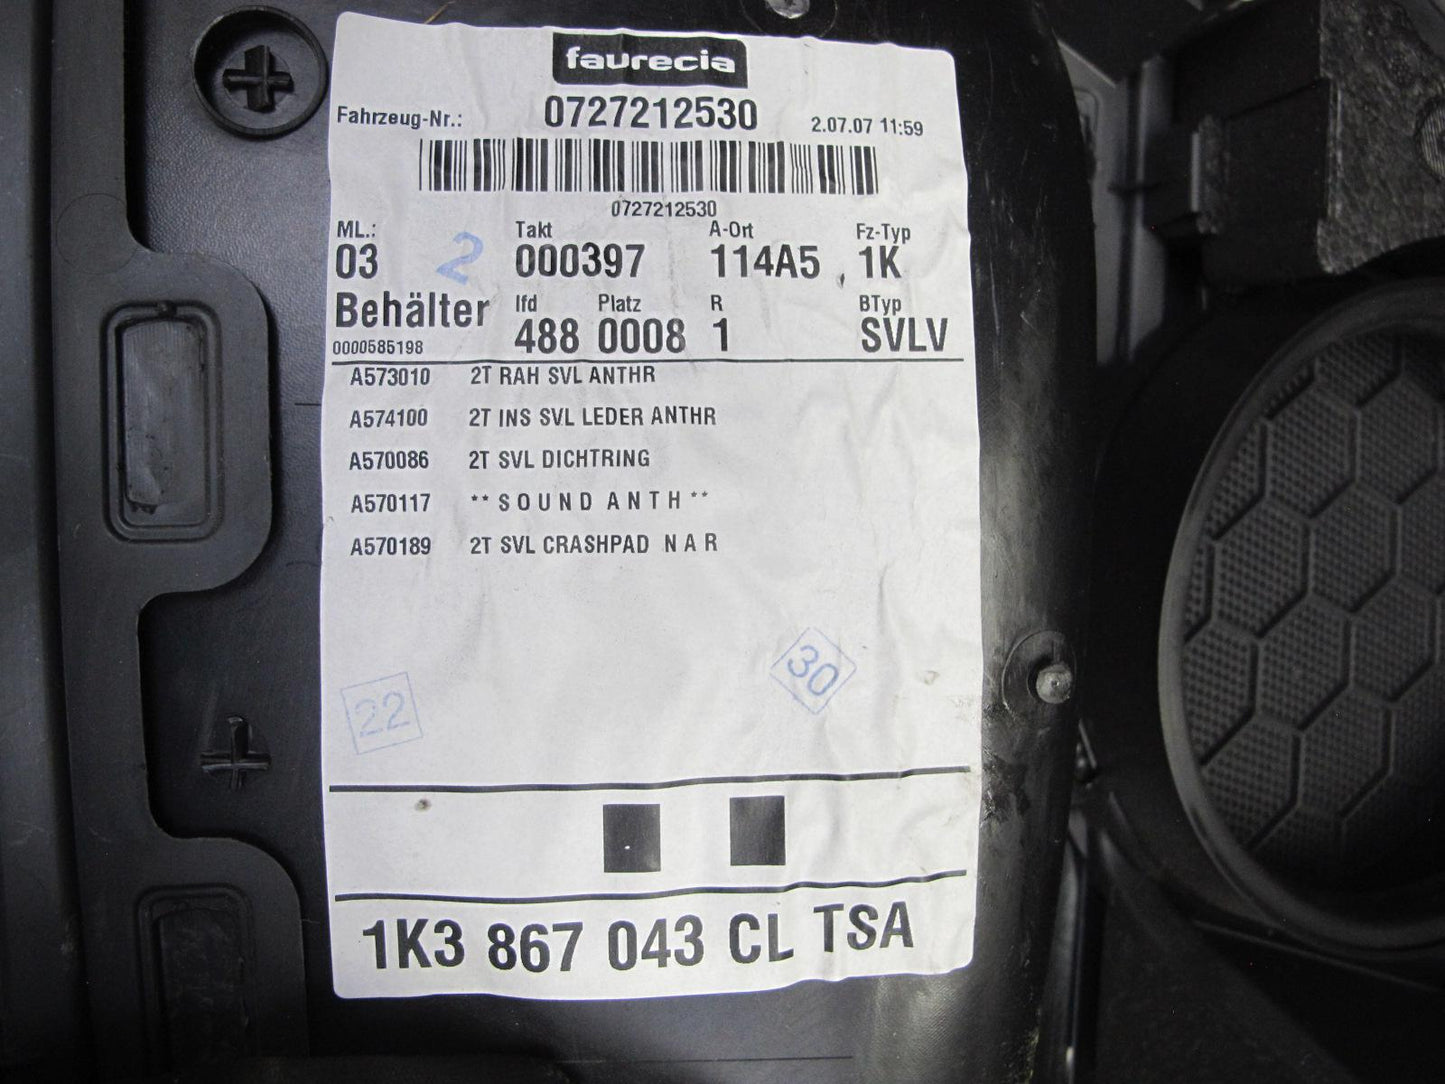 faurecia
Fahrzeug-Nr.: 0727212530 2.07.07 11:59
0727212530
ML.: Takt A-Ort Fz-Typ
03 2 000397 114A5 1K
Behälter lfd Platz R BTyp
0000585198 488 0008 1 SVLV
A573010 2T RAH SVL ANTHR
A574100 2T INS SVL LEDER ANTHR
A570086 2T SVL DICHTRING
A570117 ** S O U N D A N T H **
A570189 2T SVL CRASHPAD N A R
30
22
1K3 867 043 CL TSA